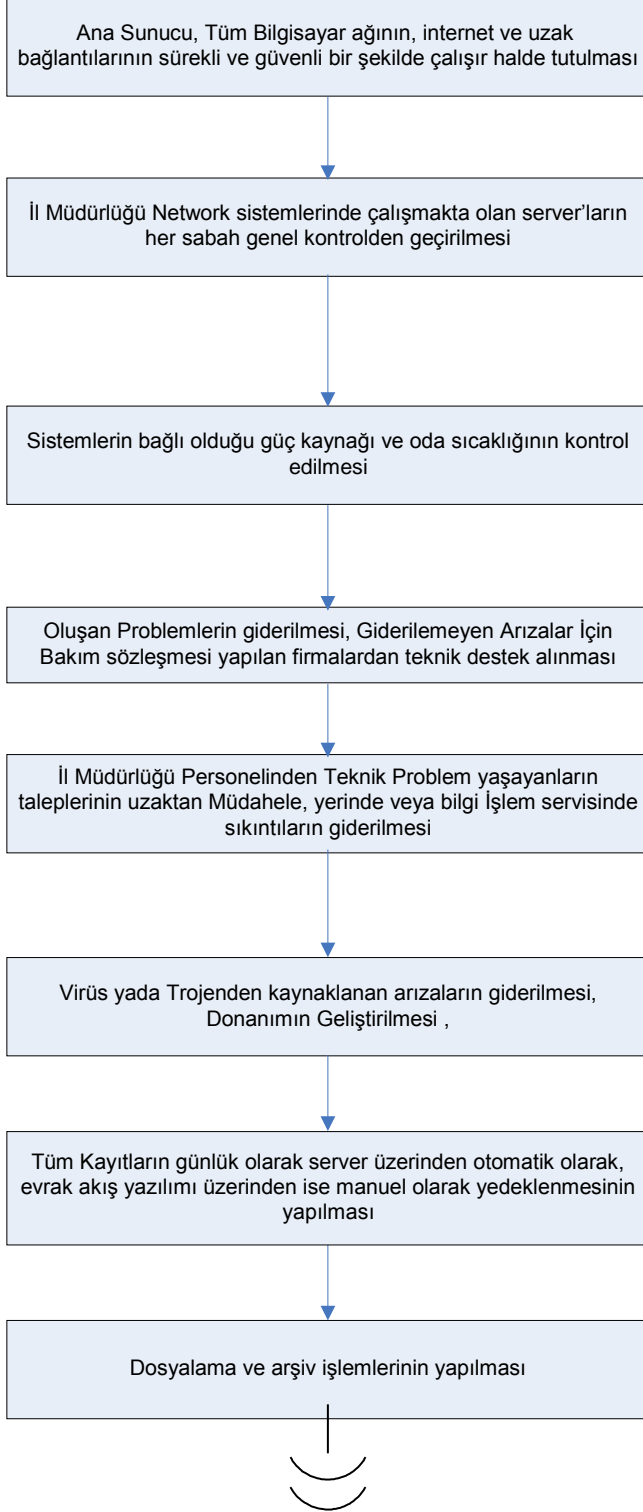 Ana Sunucu, Tüm Bilgisayar ağının, internet ve uzak
bağlantılarının sürekli ve güvenli bir şekilde çalışır halde tutulması
İl Müdürlüğü Network sistemlerinde çalışmakta olan server’ların
her sabah genel kontrolden geçirilmesi
Sistemlerin bağlı olduğu güç kaynağı ve oda sıcaklığının kontrol
edilmesi
Oluşan Problemlerin giderilmesi, Giderilemeyen Arızalar İçin
Bakım sözleşmesi yapılan firmalardan teknik destek alınması
İl Müdürlüğü Personelinden Teknik Problem yaşayanların
taleplerinin uzaktan Müdahele, yerinde veya bilgi İşlem servisinde
sıkıntıların giderilmesi
Virüs yada Trojenden kaynaklanan arızaların giderilmesi,
Donanımın Geliştirilmesi ,
Tüm Kayıtların günlük olarak server üzerinden otomatik olarak,
evrak akış yazılımı üzerinden ise manuel olarak yedeklenmesinin
yapılması
Dosyalama ve arşiv işlemlerinin yapılması